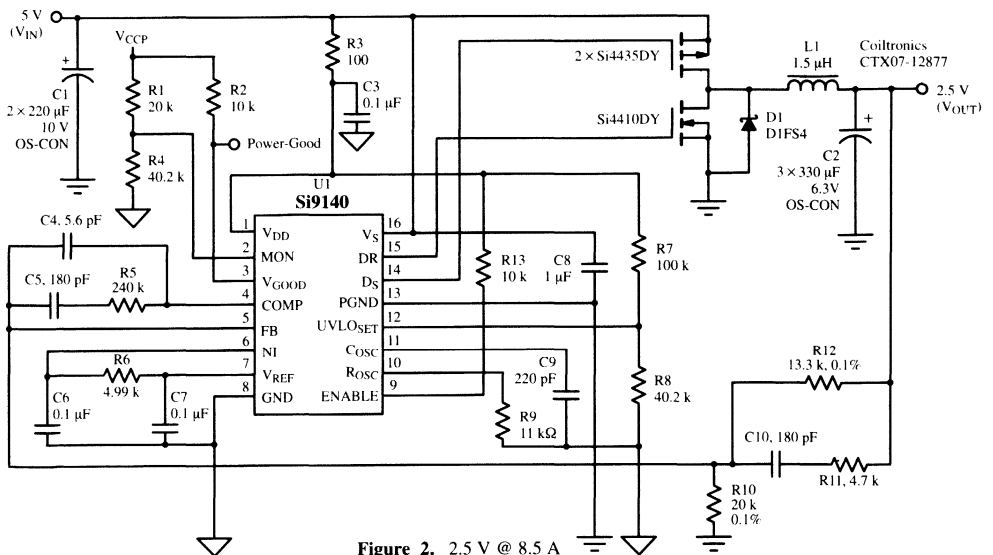 5 V
(V_IN)
+
C1
2 × 220 µF
10 V
OS-CON
V_CCP
R1
20 k
R2
10 k
R4
40.2 k
Power-Good
R3
100
C3
0.1 µF
2 × Si4435DY
Si4410DY
L1
1.5 µH
Coiltronics
CTX07-12877
D1
D1FS4
+
C2
3 × 330 µF
6.3V
OS-CON
2.5 V
(V_OUT)
U1
Si9140
1 V_DD
2 MON
3 V_GOOD
4 COMP
5 FB
6 NI
7 V_REF
8 GND
16 V_S
15 DR
14 D_S
13 PGND
12 UVLO_SET
11 C_OSC
10 R_OSC
9 ENABLE
C4, 5.6 pF
C5, 180 pF
R5
240 k
R6
4.99 k
C6
0.1 µF
C7
0.1 µF
R13
10 k
C8
1 µF
R7
100 k
C9
220 pF
R9
11 kΩ
R8
40.2 k
R12
13.3 k, 0.1%
C10, 180 pF
R11, 4.7 k
R10
20 k
0.1%
Figure 2. 2.5 V @ 8.5 A